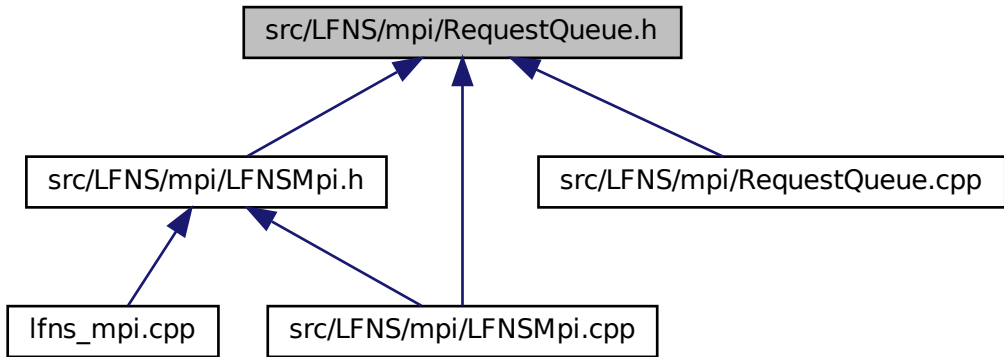 src/LFNS/mpi/RequestQueue.h
src/LFNS/mpi/LFNSMpi.h
src/LFNS/mpi/RequestQueue.cpp
lfns_mpi.cpp
src/LFNS/mpi/LFNSMpi.cpp